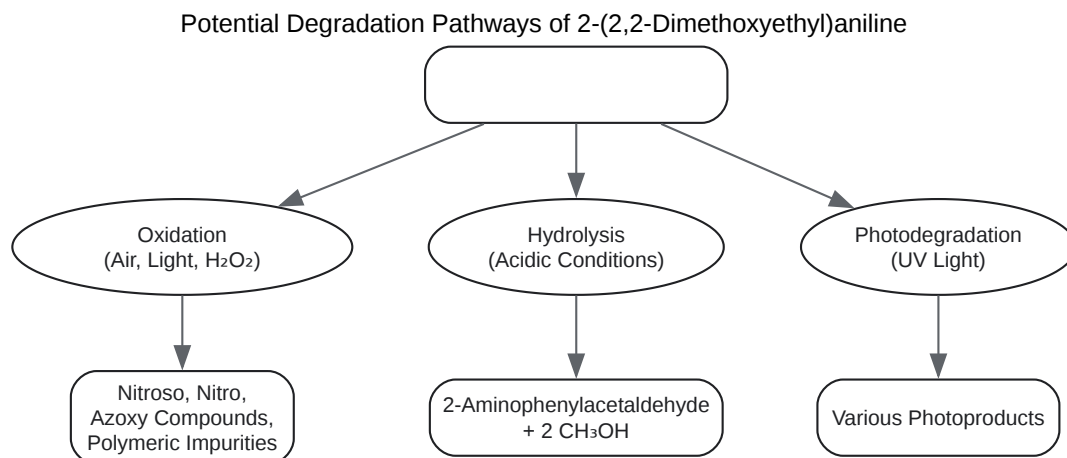 Potential Degradation Pathways of 2-(2,2-Dimethoxyethyl)aniline
Oxidation
(Air, Light, H₂O₂)
Hydrolysis
(Acidic Conditions)
Photodegradation
(UV Light)
Nitroso, Nitro,
Azoxy Compounds,
Polymeric Impurities
2-Aminophenylacetaldehyde
+ 2 CH₃OH
Various Photoproducts